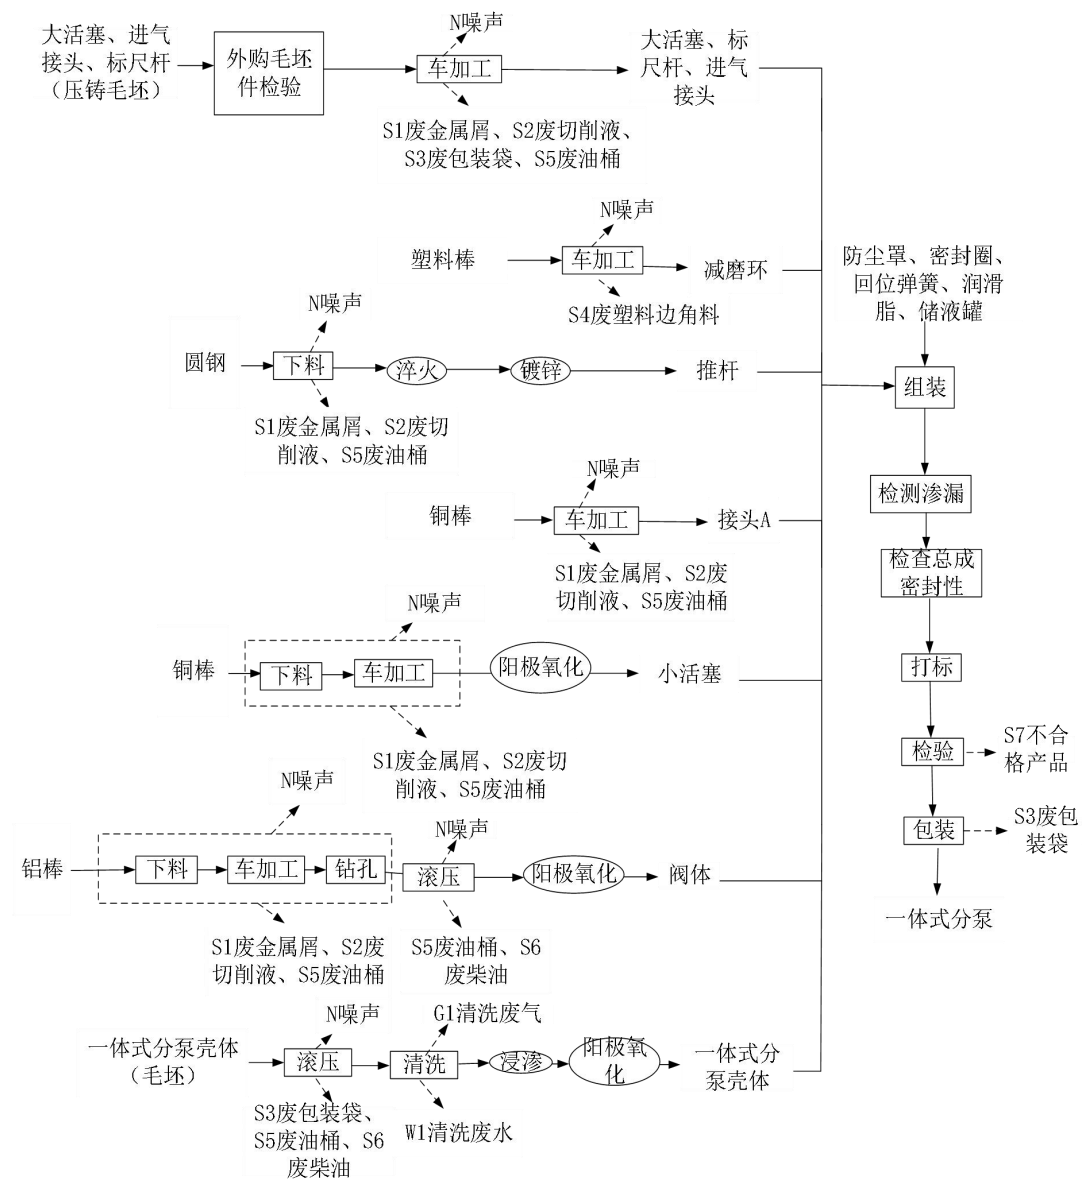 N噪声
大活塞、进气
接头、标尺杆
（压铸毛坯）
外购毛坯
件检验
车加工
大活塞、标
尺杆、进气
接头
S1废金属屑、S2废切削液、
S3废包装袋、S5废油桶
N噪声
塑料棒
车加工
减磨环
S4废塑料边角料
防尘罩、密封圈、
回位弹簧、润滑
脂、储液罐
N噪声
圆钢
下料
淬火
镀锌
推杆
组装
S1废金属屑、S2废切
削液、S5废油桶
N噪声
铜棒
车加工
接头A
检测渗漏
S1废金属屑、S2废
切削液、S5废油桶
检查总成
密封性
N噪声
铜棒
下料
车加工
阳极氧化
小活塞
打标
S1废金属屑、S2废切
削液、S5废油桶
检验
S7不合
格产品
N噪声
N噪声
铝棒
下料
车加工
钻孔
滚压
阳极氧化
阀体
包装
S3废包
装袋
S1废金属屑、S2废
切削液、S5废油桶
S5废油桶、S6
废柴油
一体式分泵
N噪声
G1清洗废气
一体式分泵壳体
（毛坯）
滚压
清洗
浸渗
阳极氧
化
一体式分
泵壳体
S3废包装袋、
S5废油桶、S6
废柴油
W1清洗废水